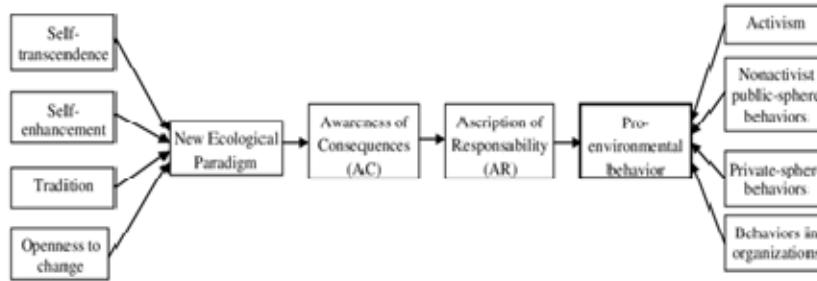 Self-
transcendence
Self-
enhancement
Tradition
Openness to
change
New Ecological
Paradigm
Awareness of
Consequences
(AC)
Ascription of
Responsability
(AR)
Pro-
environmental
behavior
Activism
Nonactivist
public-sphere
behaviors
Private-sphere
behaviors
Behaviors in
organizations